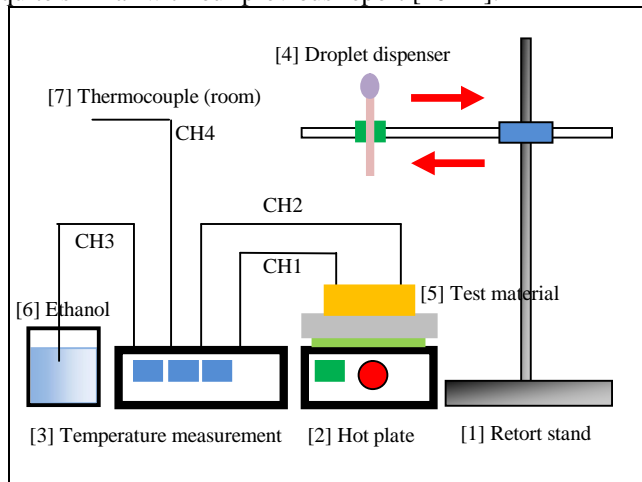 [4] Droplet dispenser
[7] Thermocouple (room)
CH4
CH2
CH3
CH1
[5] Test material
[6] Ethanol
[3] Temperature measurement
[2] Hot plate
[1] Retort stand